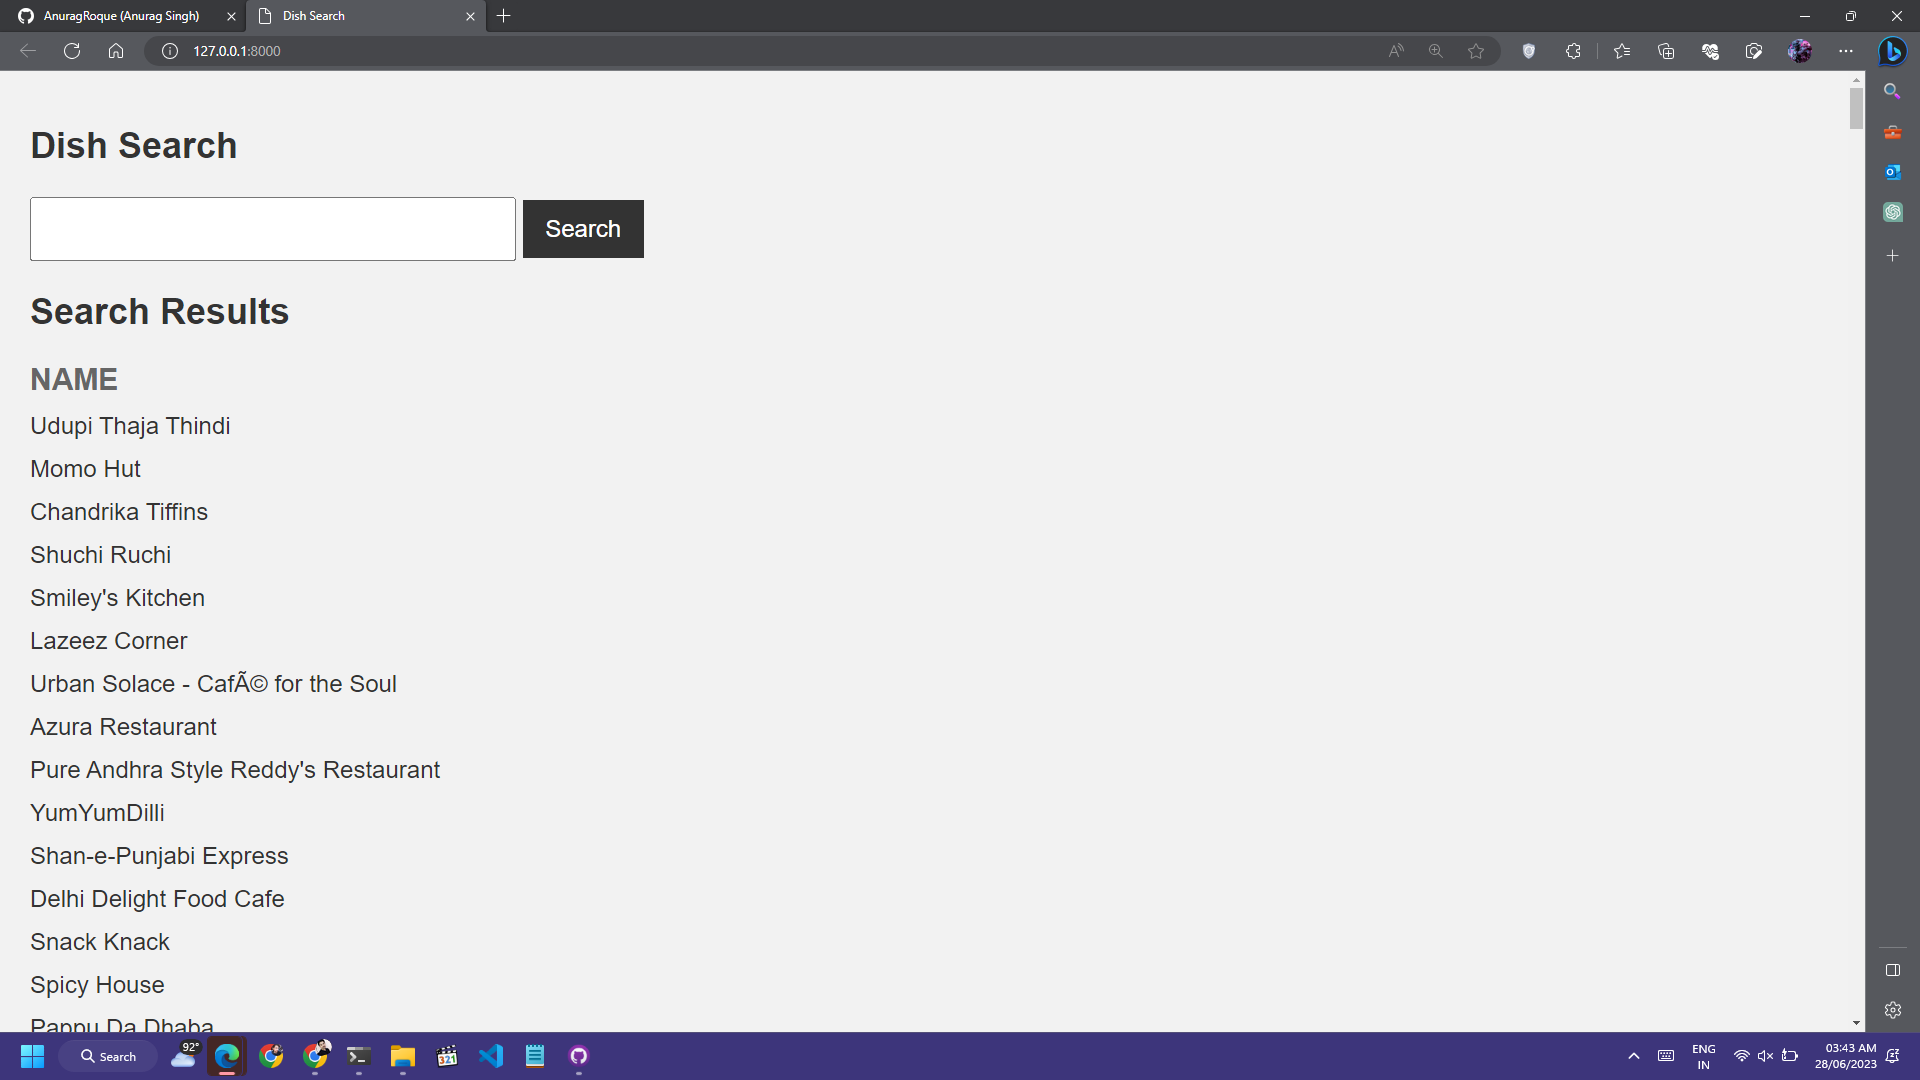 AnuragRoque (Anurag Singh)
Dish Search
127.0.0.1:8000
Dish Search
Search
Search Results
NAME
Udupi Thaja Thindi
Momo Hut
Chandrika Tiffins
Shuchi Ruchi
Smiley's Kitchen
Lazeez Corner
Urban Solace - CafÃ© for the Soul
Azura Restaurant
Pure Andhra Style Reddy's Restaurant
YumYumDilli
Shan-e-Punjabi Express
Delhi Delight Food Cafe
Snack Knack
Spicy House
Pappu Da Dhaba
Search
92°
321
ENG
IN
03:43 AM
28/06/2023